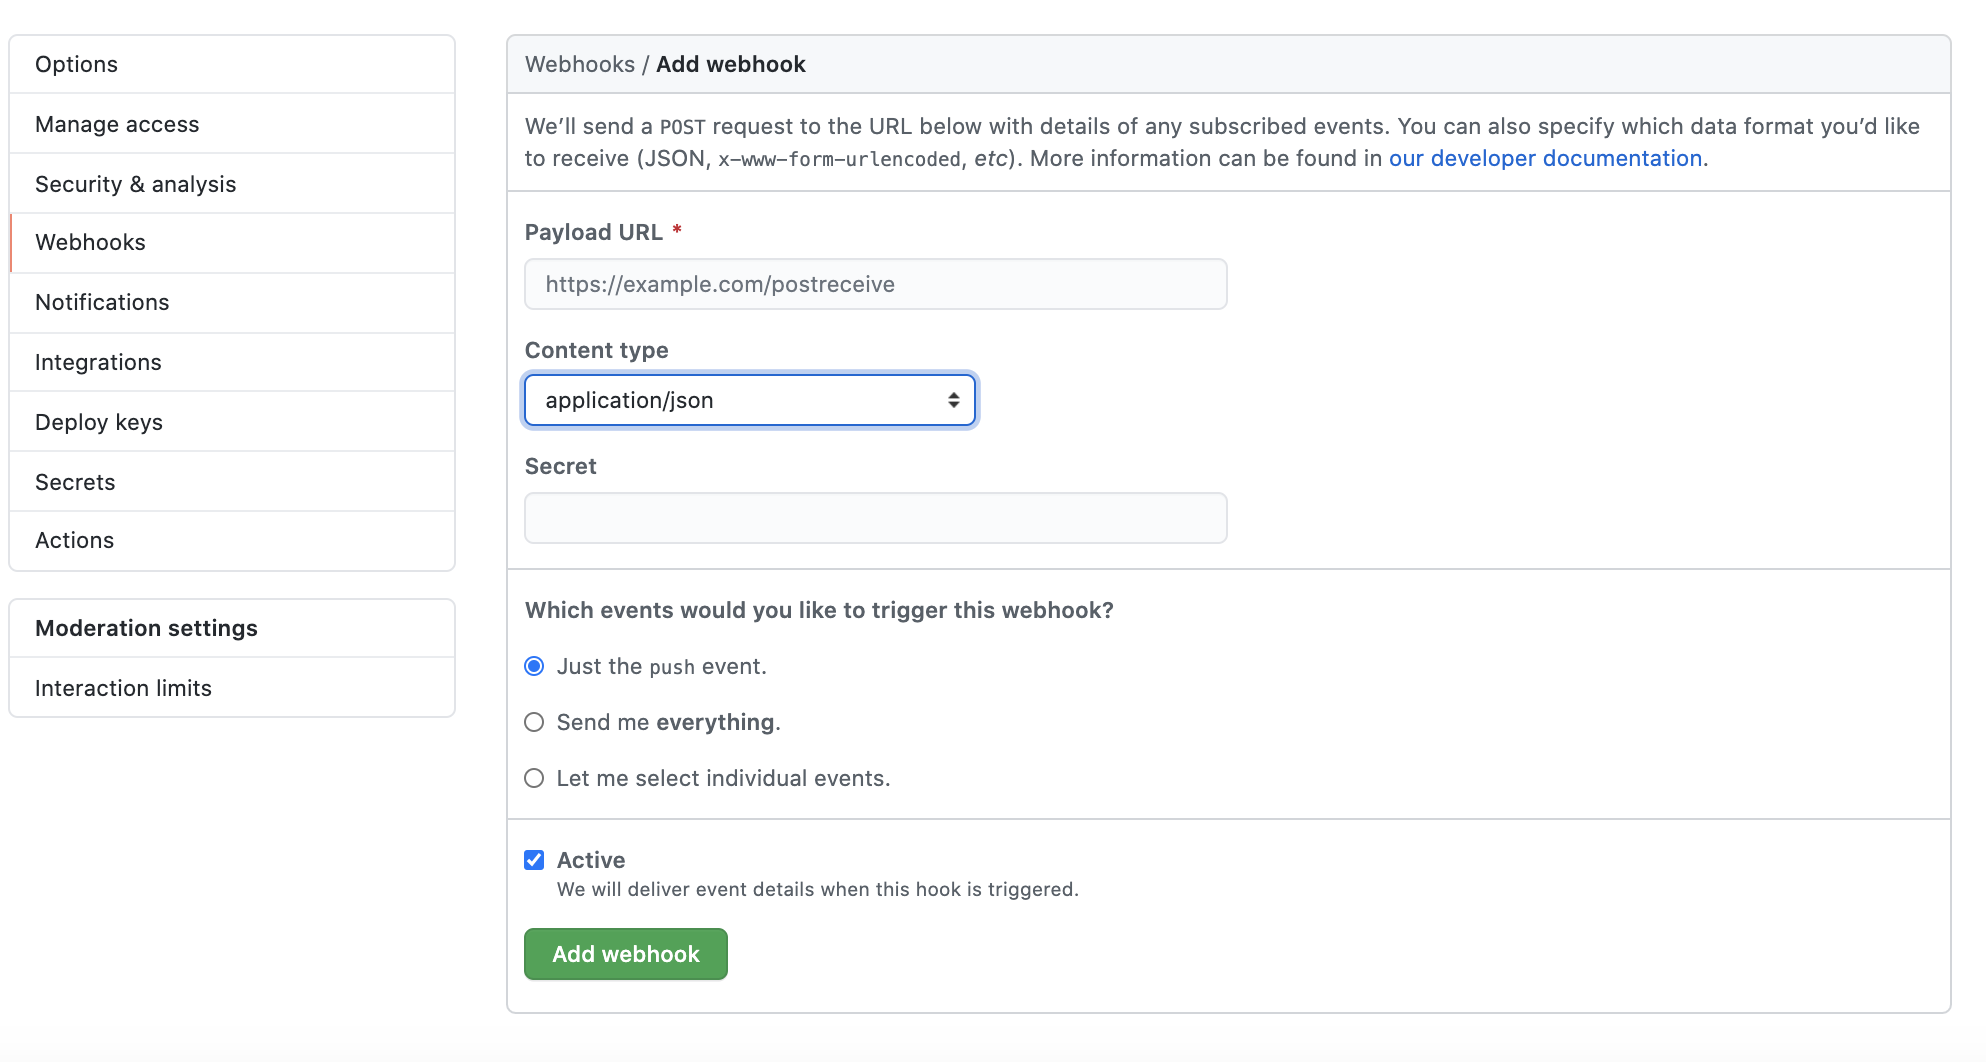 Options
Manage access
Security & analysis
Webhooks
Notifications
Integrations
Deploy keys
Secrets
Actions
Moderation settings
Interaction limits
Webhooks / Add webhook
We’ll send a POST request to the URL below with details of any subscribed events. You can also specify which data format you’d like
to receive (JSON, x-www-form-urlencoded, etc). More information can be found in our developer documentation.
Payload URL *
https://example.com/postreceive
Content type
application/json
Secret
Which events would you like to trigger this webhook?
Just the push event.
Send me everything.
Let me select individual events.
Active
We will deliver event details when this hook is triggered.
Add webhook